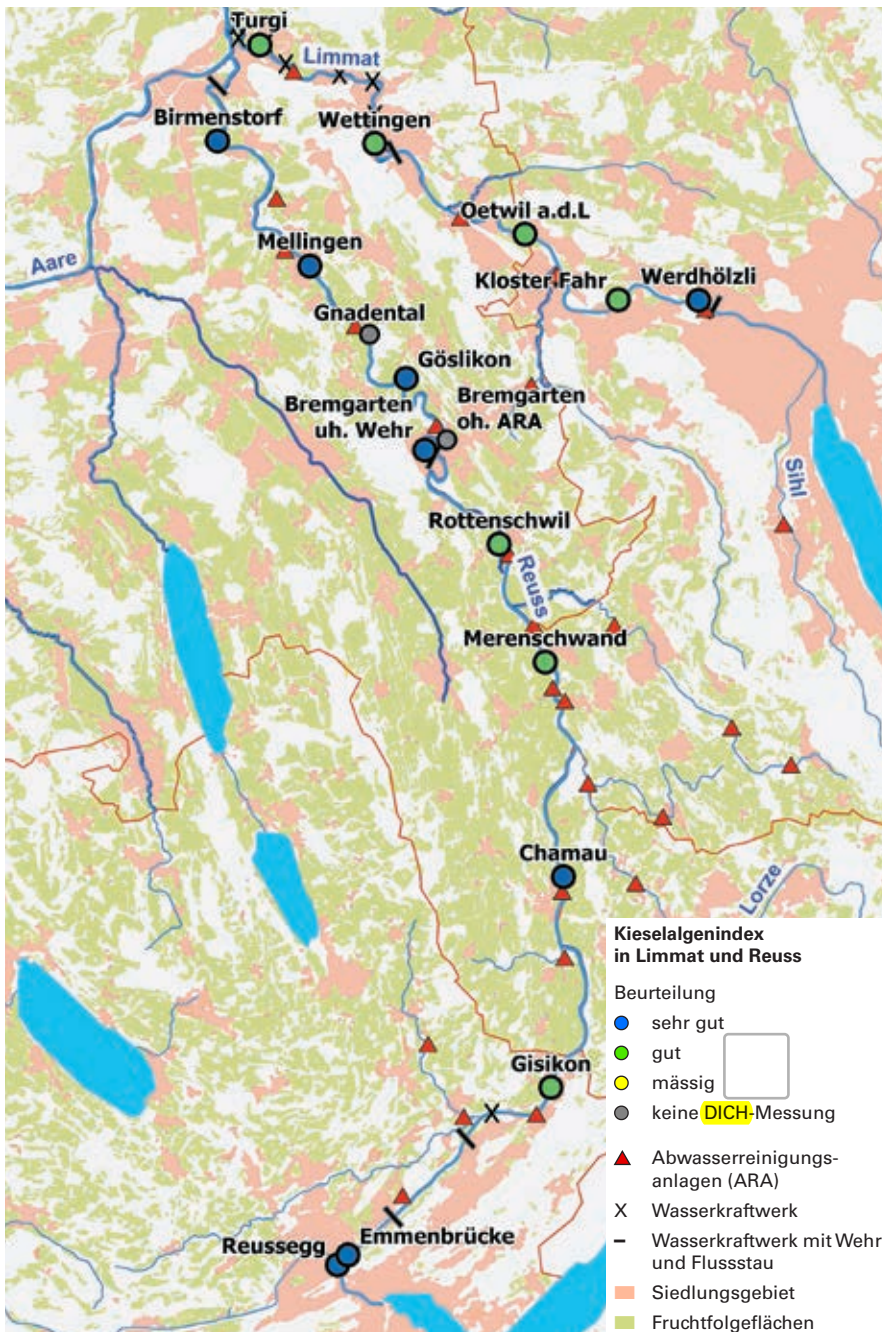 Turgi
Limmat
Birmenstorf
Wettingen
Oetwil a.d.L
Aare
Mellingen
Kloster Fahr
Werdhölzli
Gnadental
Göslikon
Bremgarten
uh. Wehr
Bremgarten
oh. ARA
Sihl
Rottenschwil
Reuss
Merenschwand
Chamau
Lorze
Gisikon
Reussegg
Emmenbrücke
Kieselalgenindex
in Limmat und Reuss
Beurteilung
sehr gut
gut
mässig
keine DICH-Messung
Abwasserreinigungs-
anlagen (ARA)
X Wasserkraftwerk
Wasserkraftwerk mit Wehr
und Flussstau
Siedlungsgebiet
Fruchtfolgeflächen